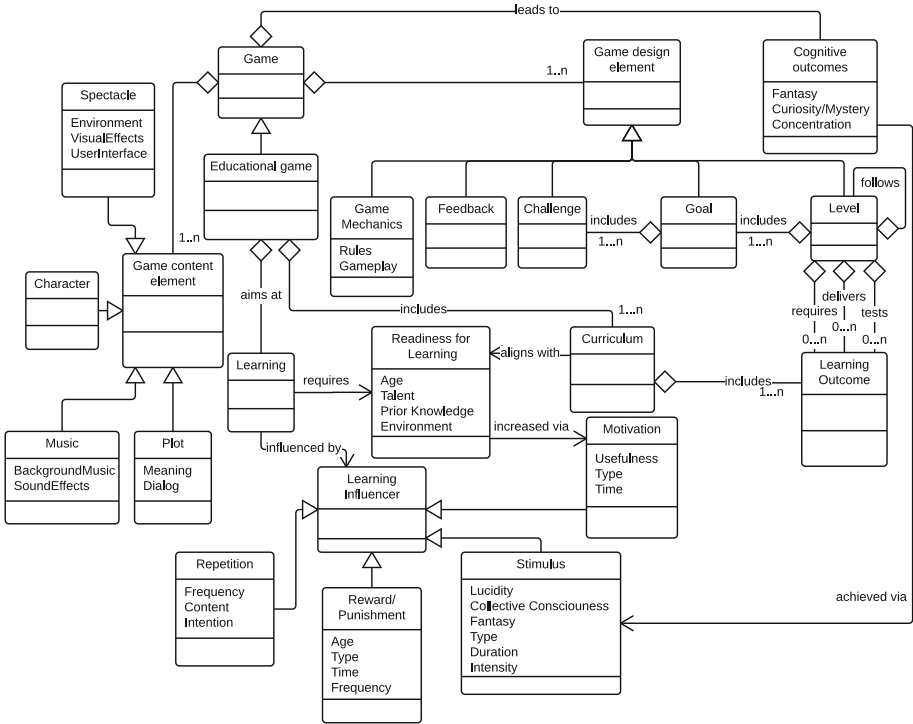 leads to
Game
Game design
element
Cognitive
outcomes
Fantasy
Curiosity/Mystery
Concentration
1..n
Spectacle
Environment
VisualEffects
UserInterface
Educational game
follows
Game
Mechanics
Rules
Gameplay
Feedback
Challenge
includes
1...n
Goal
includes
1...n
Level
1..n
Game content
element
Character
aims at
includes
1...n
requires
delivers
tests
0...n
0...n
0...n
Readiness for
Learning
Age
Talent
Prior Knowledge
Environment
aligns with
Curriculum
includes
1...n
Learning
Outcome
Learning
requires
increased via
Motivation
Usefulness
Type
Time
Music
BackgroundMusic
SoundEffects
Plot
Meaning
Dialog
influenced by
Learning
Influencer
Repetition
Frequency
Content
Intention
Reward/
Punishment
Age
Type
Time
Frequency
Stimulus
Lucidity
Collective Consciouness
Fantasy
Type
Duration
Intensity
achieved via